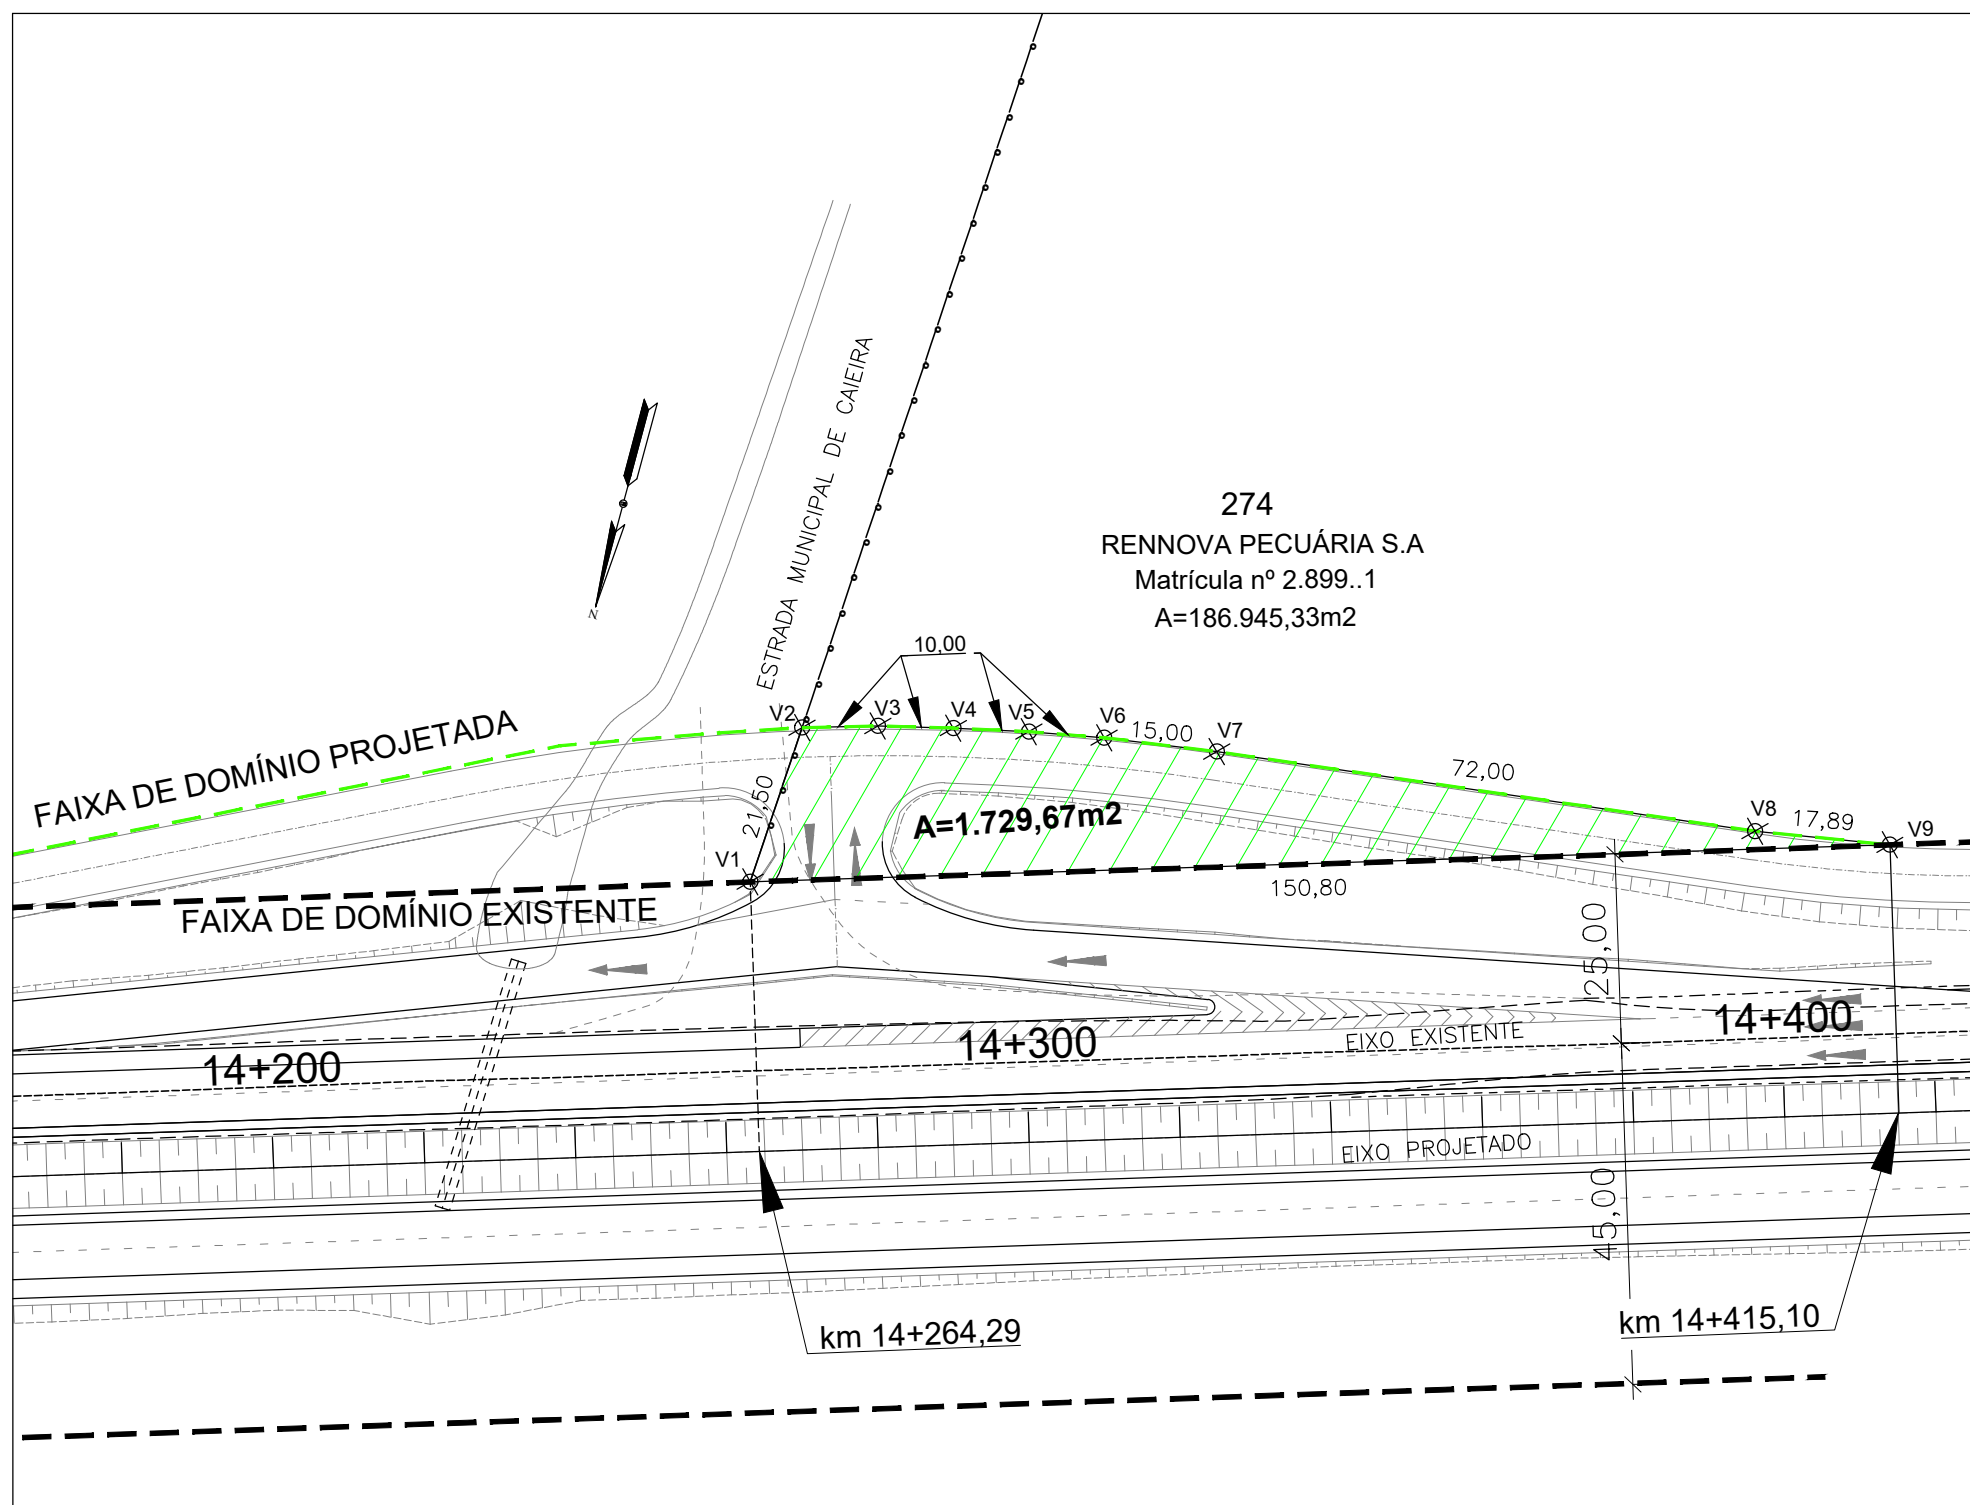 ESTRADA MUNICIPAL DE CAIEIRA
N
274
RENNOVA PECUÁRIA S.A
Matrícula nº 2.899..1
A=186.945,33m2
10,00
FAIXA DE DOMÍNIO PROJETADA
V2
V3
V4
V5
V6
15,00
V7
72,00
V8
17,89
V9
21,50
A=1.729,67m2
V1
150,80
FAIXA DE DOMÍNIO EXISTENTE
25,00
14+200
14+300
EIXO EXISTENTE
14+400
EIXO PROJETADO
45,00
km 14+264,29
km 14+415,10